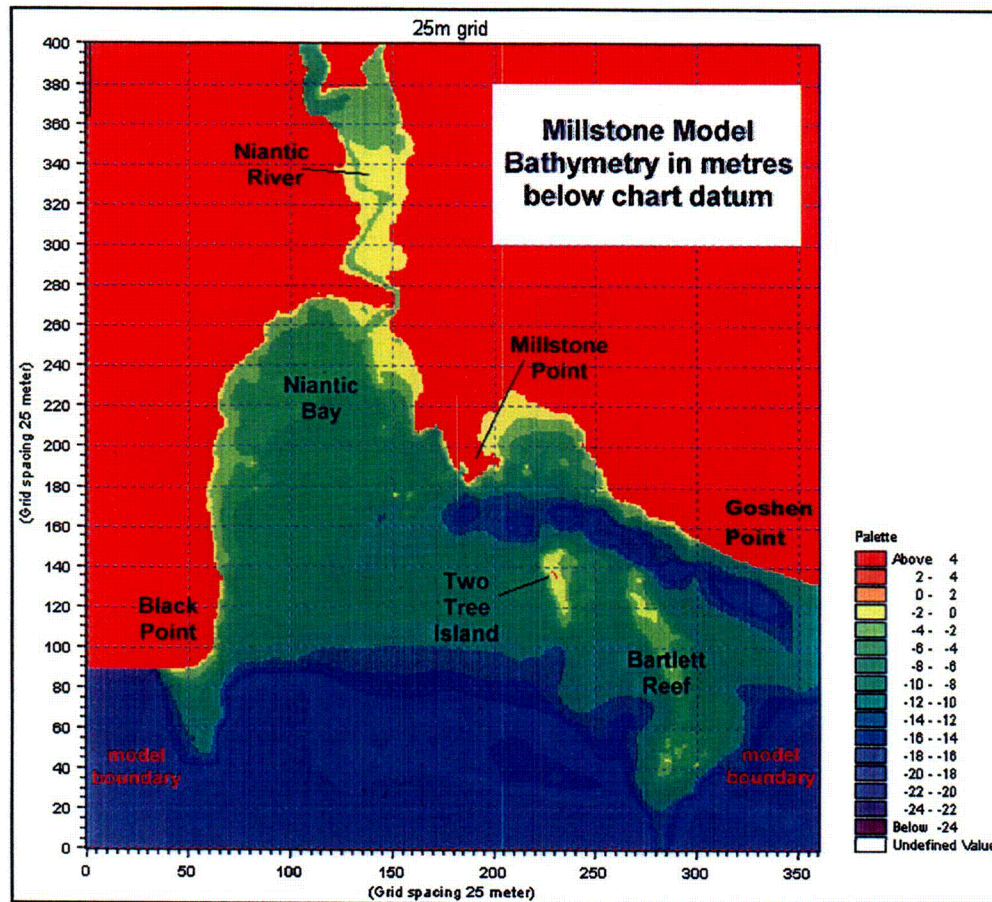 25m grid
400
380
360
340
320
300
280
260
240
220
200
180
160
140
120
100
80
60
40
20
0
(Grid spacing 25 meter)
0
50
100
150
200
250
300
350
(Grid spacing 25 meter)
Millstone Model
Bathymetry in metres
below chart datum
Niantic
River
Millstone
Point
Niantic
Bay
Goshen
Point
Two
Tree
Island
Black
Point
Bartlett
Reef
model
boundary
model
boundary
Palette
Above 4
2 - 4
0 - 2
-2 - 0
-4 - -2
-6 - -4
-8 - -6
-10 - -8
-12 - -10
-14 - -12
-16 - -14
-18 - -16
-20 - -18
-22 - -20
-24 - -22
Below -24
Undefined Value